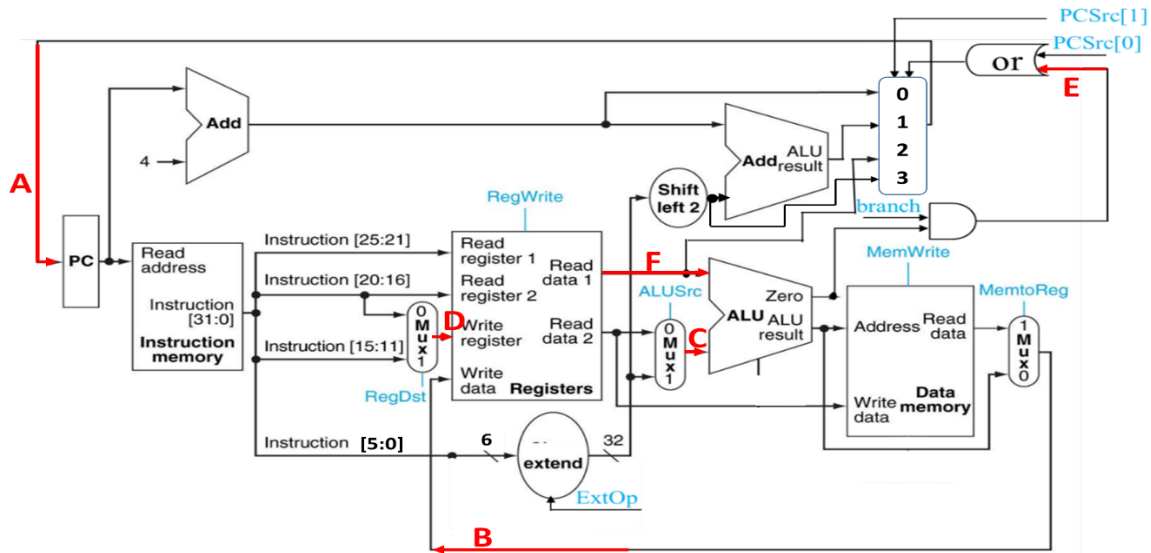 PCSrc[1]
PCSrc[0]
or
E
0
1
2
3
Add
4
Add ALU
result
A
Shift
left 2
branch
RegWrite
PC
Read
address
Instruction
[31:0]
Instruction
memory
Instruction [25:21]
Instruction [20:16]
Instruction [15:11]
Instruction [5:0]
0
Mux
1
RegDst
D
Read
register 1
Read
register 2
Write
register
Write
data
Read
data 1
Read
data 2
Registers
F
ALUSrc
0
Mux
1
C
Zero
ALU ALU
result
MemWrite
Address
Read
data
Write
data
Data
memory
MemtoReg
1
Mux
0
6
extend
32
ExtOp
B